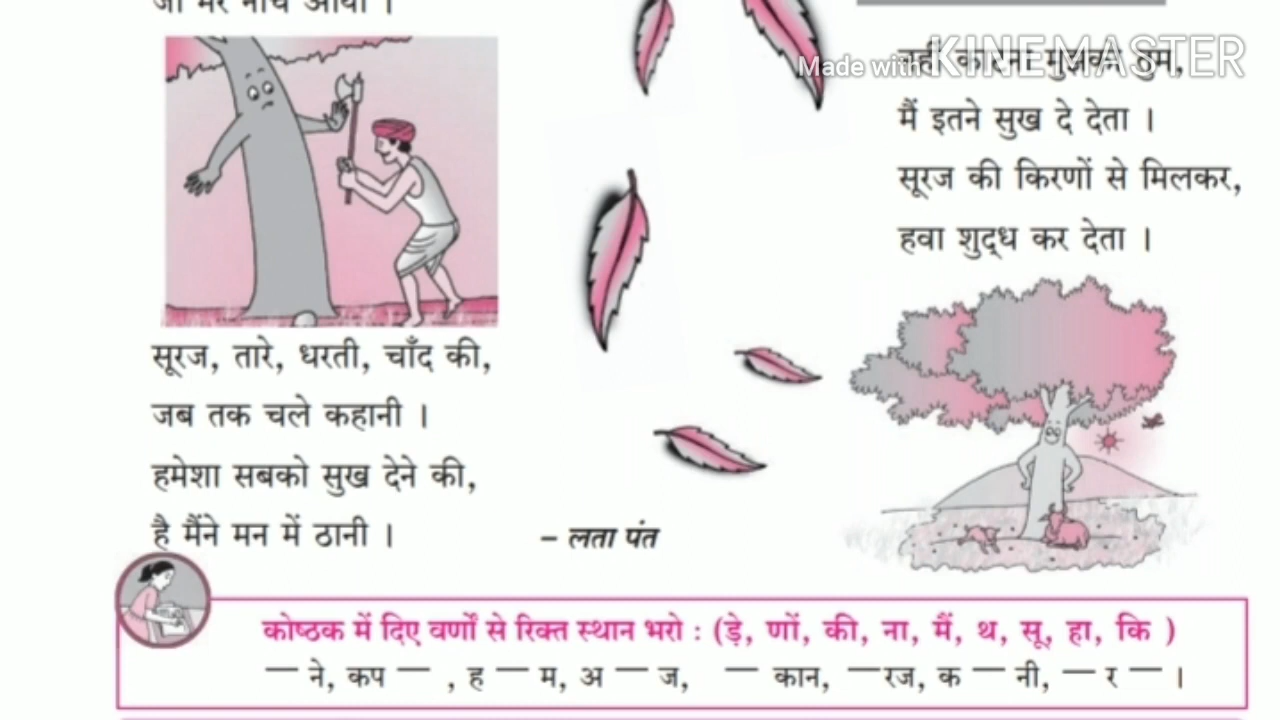 Made with KINEMASTER
मैं इतने सुख दे देता ।
सूरज की किरणों से मिलकर,
हवा शुद्ध कर देता ।
सूरज, तारे, धरती, चाँद की,
जब तक चले कहानी ।
हमेशा सबको सुख देने की,
है मैंने मन में ठानी ।
– लता पंत
कोष्ठक में दिए वर्णों से रिक्त स्थान भरो : (ड़े, णों, की, ना, मैं, थ, सू, हा, कि )
— ने, कप — , ह — म, अ — ज, — कान, —रज, क — नी, — र — ।